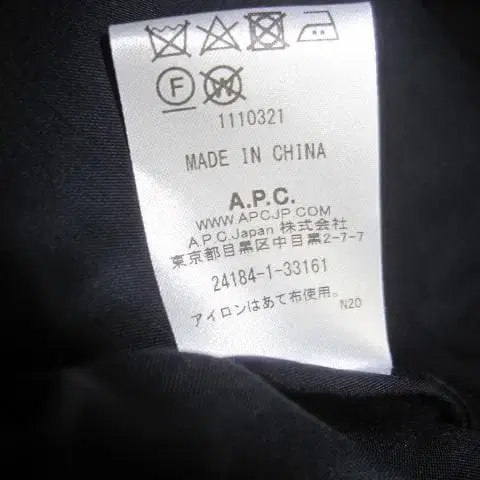 F W
1110321
MADE IN CHINA
A.P.C.
WWW.APCJP.COM
A.P.C.Japan 株式会社
東京都目黒区中目黒2-7-7
24184-1-33161
アイロンはあて布使用。 N20